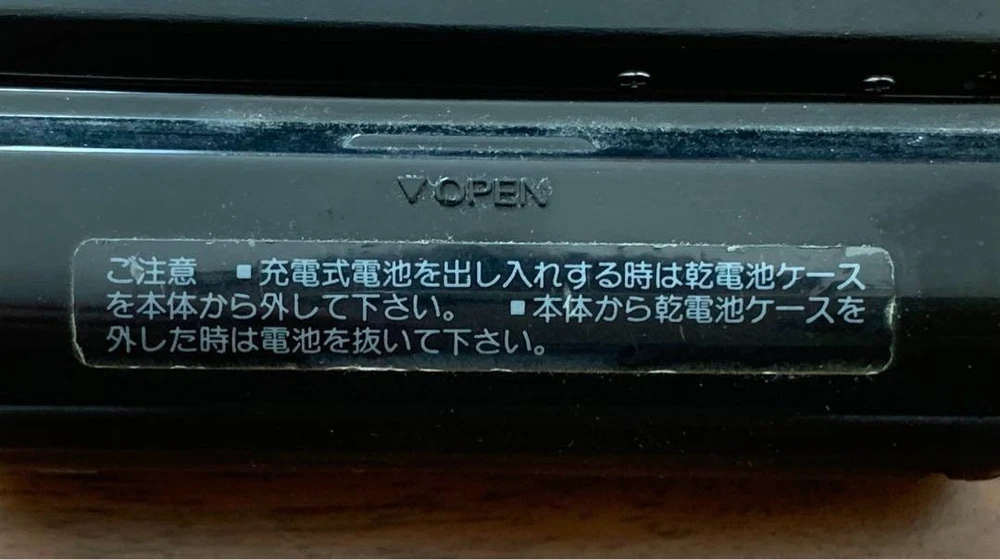 ▽OPEN
ご注意 ■充電式電池を出し入れする時は乾電池ケース
を本体から外して下さい。 ■本体から乾電池ケースを
外した時は電池を抜いて下さい。